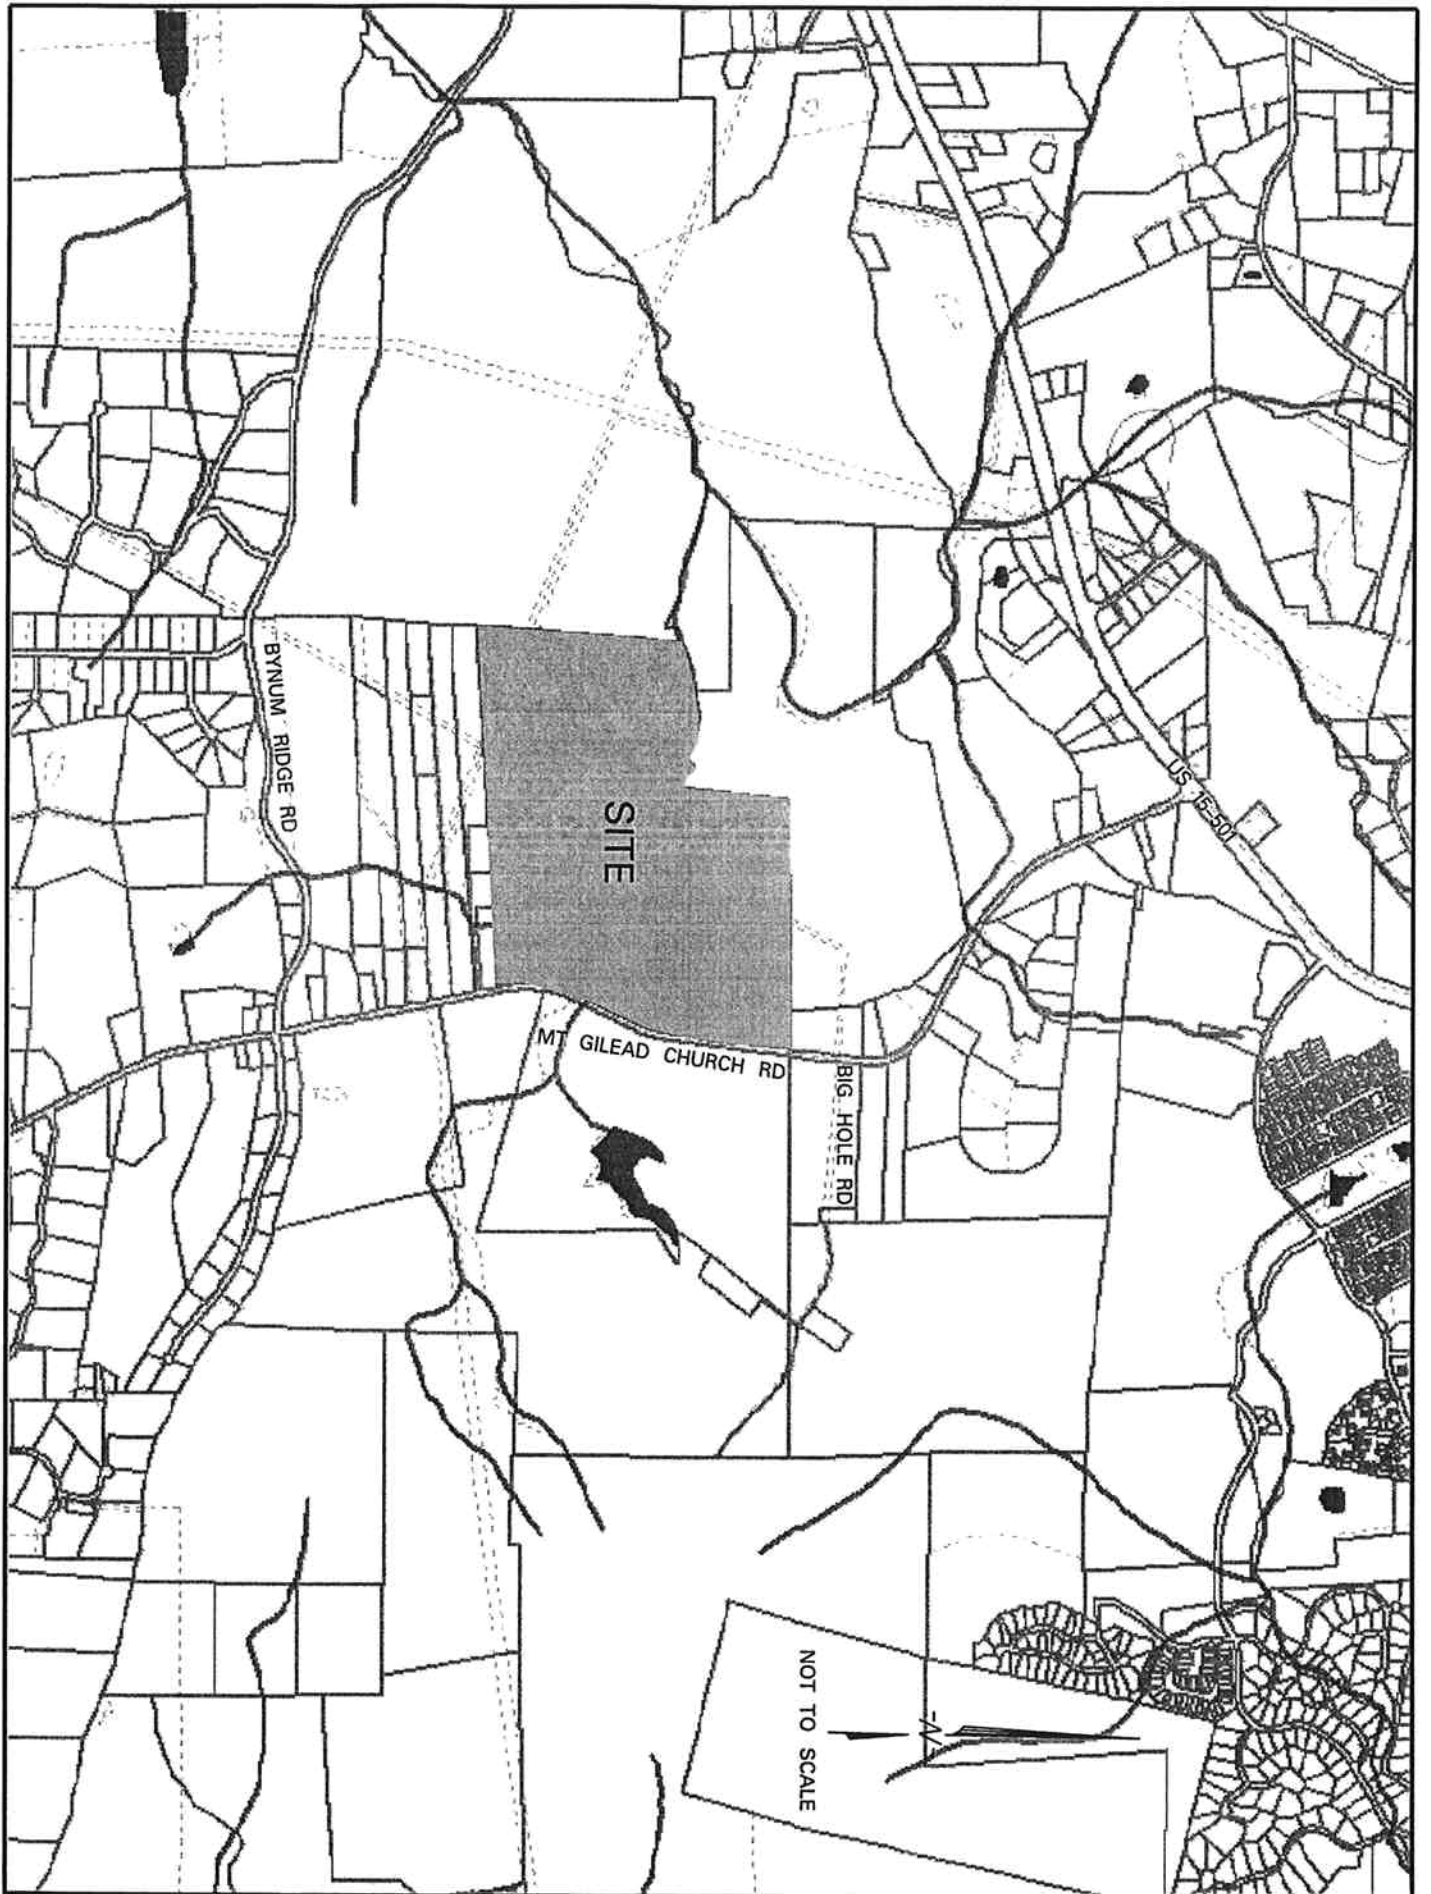 US 15-501
BYNUM RIDGE RD
SITE
MT GILEAD CHURCH RD
BIG HOLE RD
-N-
NOT TO SCALE